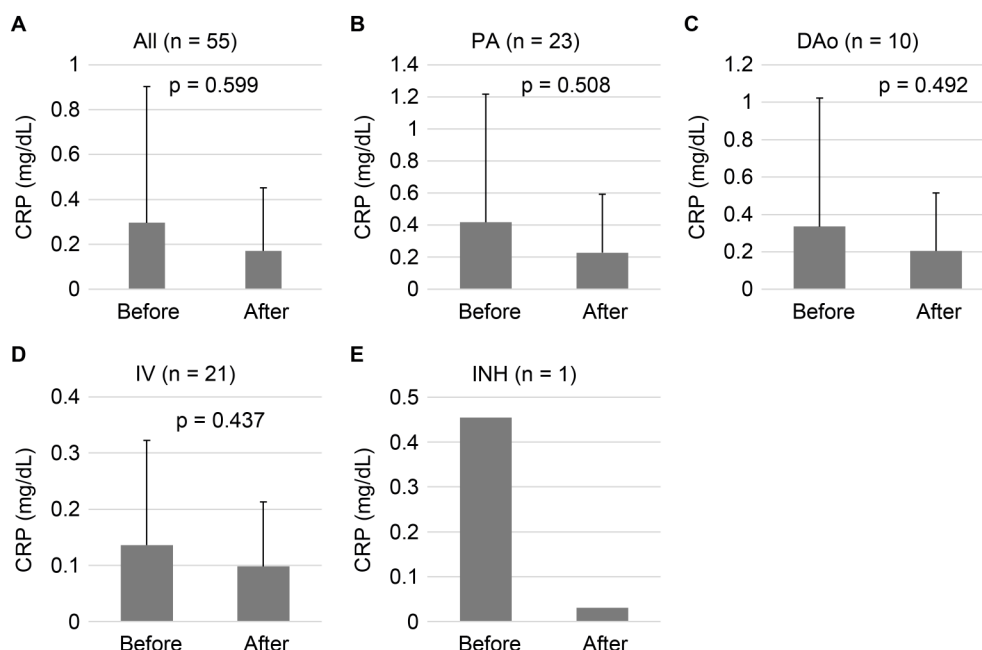 A
All (n = 55)
p = 0.599
CRP (mg/dL)
1
0.8
0.6
0.4
0.2
0
Before After
B
PA (n = 23)
p = 0.508
CRP (mg/dL)
1.4
1.2
1
0.8
0.6
0.4
0.2
0
Before After
C
DAo (n = 10)
p = 0.492
CRP (mg/dL)
1.2
1
0.8
0.6
0.4
0.2
0
Before After
D
IV (n = 21)
p = 0.437
CRP (mg/dL)
0.4
0.3
0.2
0.1
0
Before After
E
INH (n = 1)
CRP (mg/dL)
0.5
0.4
0.3
0.2
0.1
0
Before After